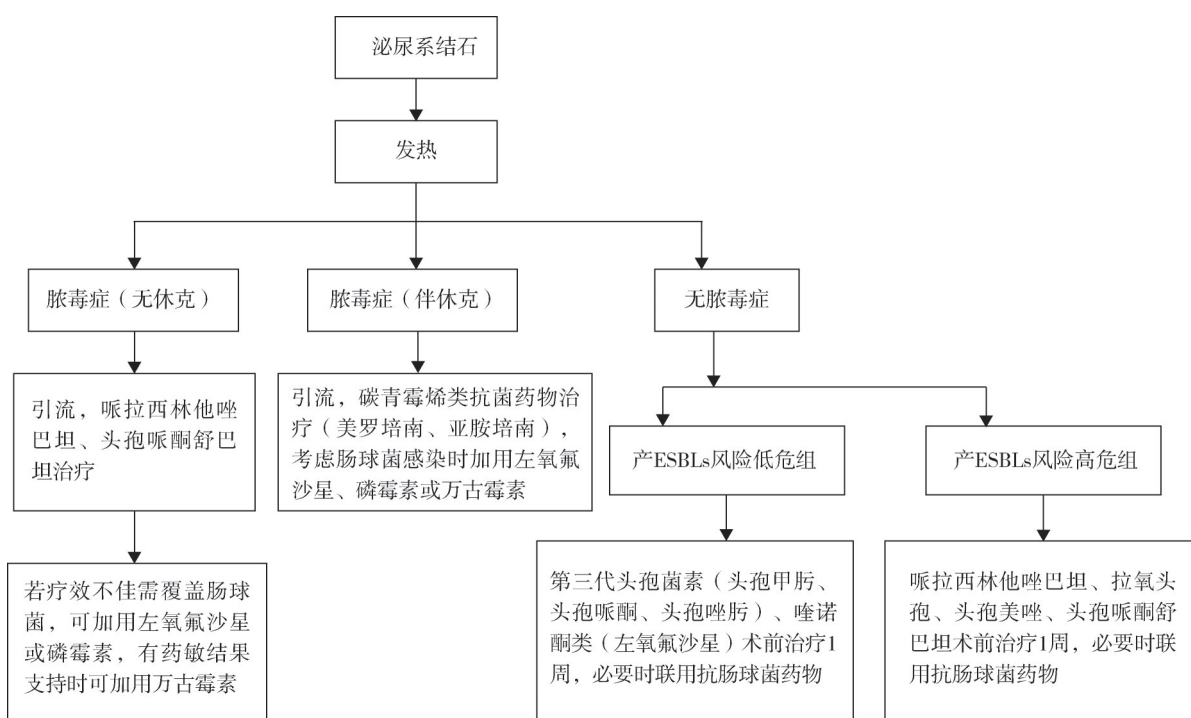 泌尿系结石
发热
脓毒症（无休克）
脓毒症（伴休克）
无脓毒症
引流，哌拉西林他唑
巴坦、头孢哌酮舒巴
坦治疗
引流，碳青霉烯类抗菌药物治
疗（美罗培南、亚胺培南），
考虑肠球菌感染时加用左氧氟
沙星、磷霉素或万古霉素
产ESBLs风险低危组
产ESBLs风险高危组
若疗效不佳需覆盖肠球
菌，可加用左氧氟沙星
或磷霉素，有药敏结果
支持时可加用万古霉素
第三代头孢菌素（头孢甲肟、
头孢哌酮、头孢唑肟）、喹诺
酮类（左氧氟沙星）术前治疗1
周，必要时联用抗肠球菌药物
哌拉西林他唑巴坦、拉氧头
孢、头孢美唑、头孢哌酮舒
巴坦术前治疗1周，必要时联
用抗肠球菌药物